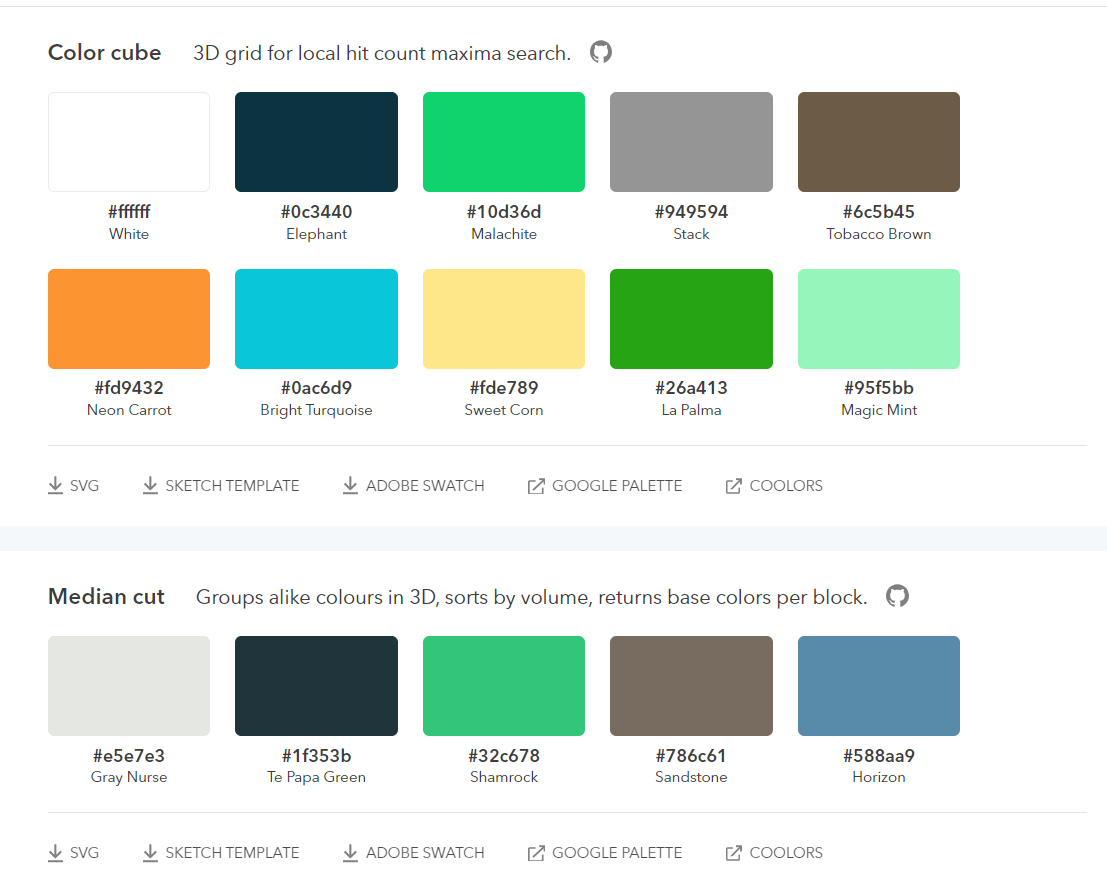 Color cube 3D grid for local hit count maxima search.
#ffffff #0c3440 #10d36d #949594 #6c5b45
White Elephant Malachite Stack Tobacco Brown
#fd9432 #0ac6d9 #fde789 #26a413 #95f5bb
Neon Carrot Bright Turquoise Sweet Corn La Palma Magic Mint
SVG SKETCH TEMPLATE ADOBE SWATCH GOOGLE PALETTE COOLORS
Median cut Groups alike colours in 3D, sorts by volume, returns base colors per block.
#e5e7e3 #1f353b #32c678 #786c61 #588aa9
Gray Nurse Te Papa Green Shamrock Sandstone Horizon
SVG SKETCH TEMPLATE ADOBE SWATCH GOOGLE PALETTE COOLORS